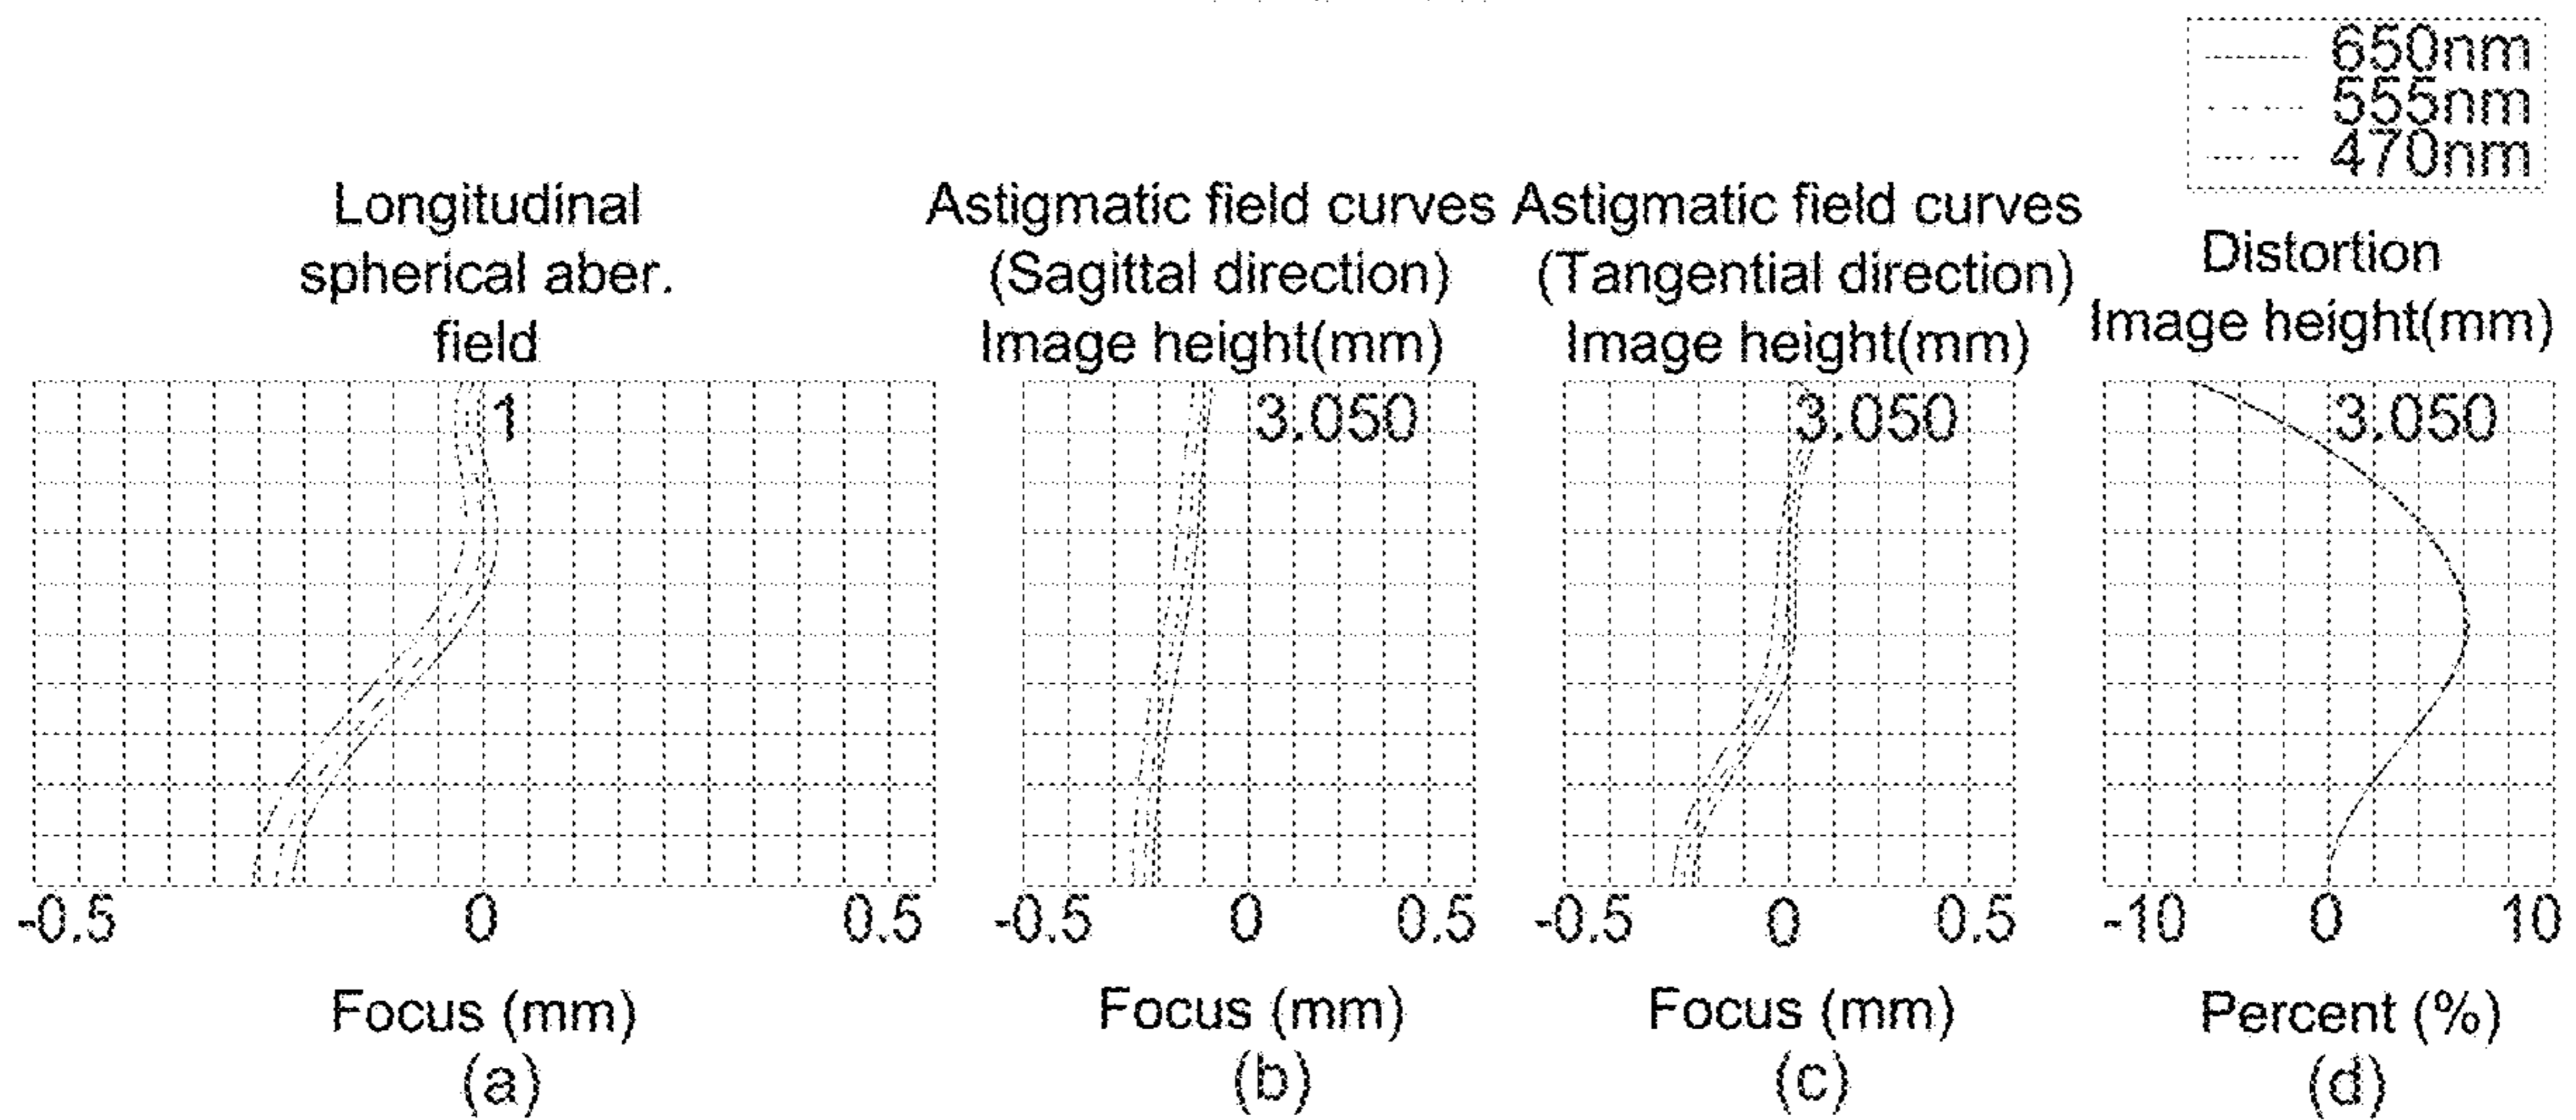 650nm
555nm
470nm
Longitudinal
spherical aber.
field
Astigmatic field curves
(Sagittal direction)
Image height(mm)
Astigmatic field curves
(Tangential direction)
Image height(mm)
Distortion
Image height(mm)
1
3.050
3.050
3.050
-0.5 0 0.5
-0.5 0 0.5
-0.5 0 0.5
-10 0 10
Focus (mm)
Focus (mm)
Focus (mm)
Percent (%)
(a)
(b)
(c)
(d)